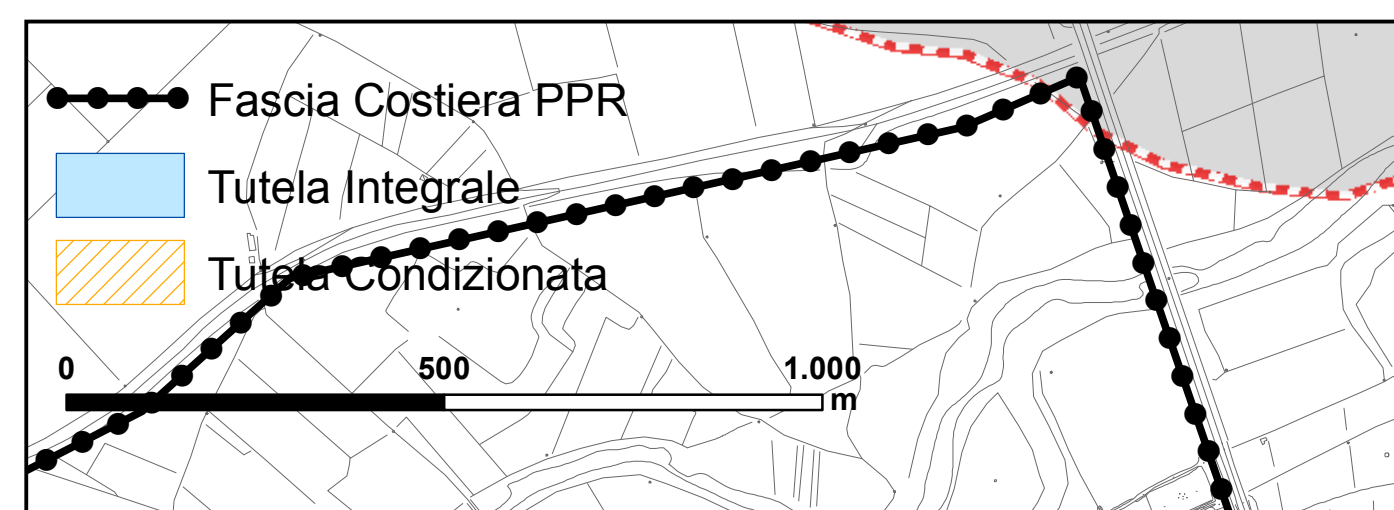 Fascia Costiera PPR
Tutela Integrale
Tutela Condizionata
0 500 1.000
m